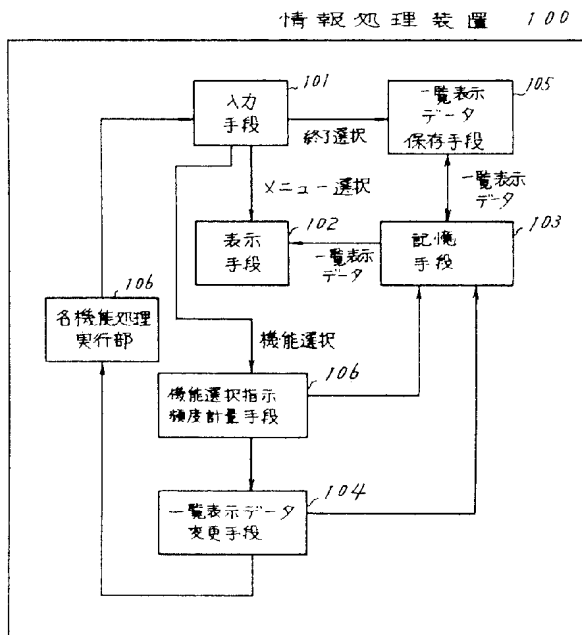 情報処理装置 100
101
入力
手段
終了選択
105
一覧表示
データ
保存手段
メニュー選択
一覧表示
データ
102
表示
手段
一覧表示
データ
103
記憶
手段
106
各機能処理
実行部
機能選択
106
機能選択指示
頻度計量手段
104
一覧表示データ
変更手段